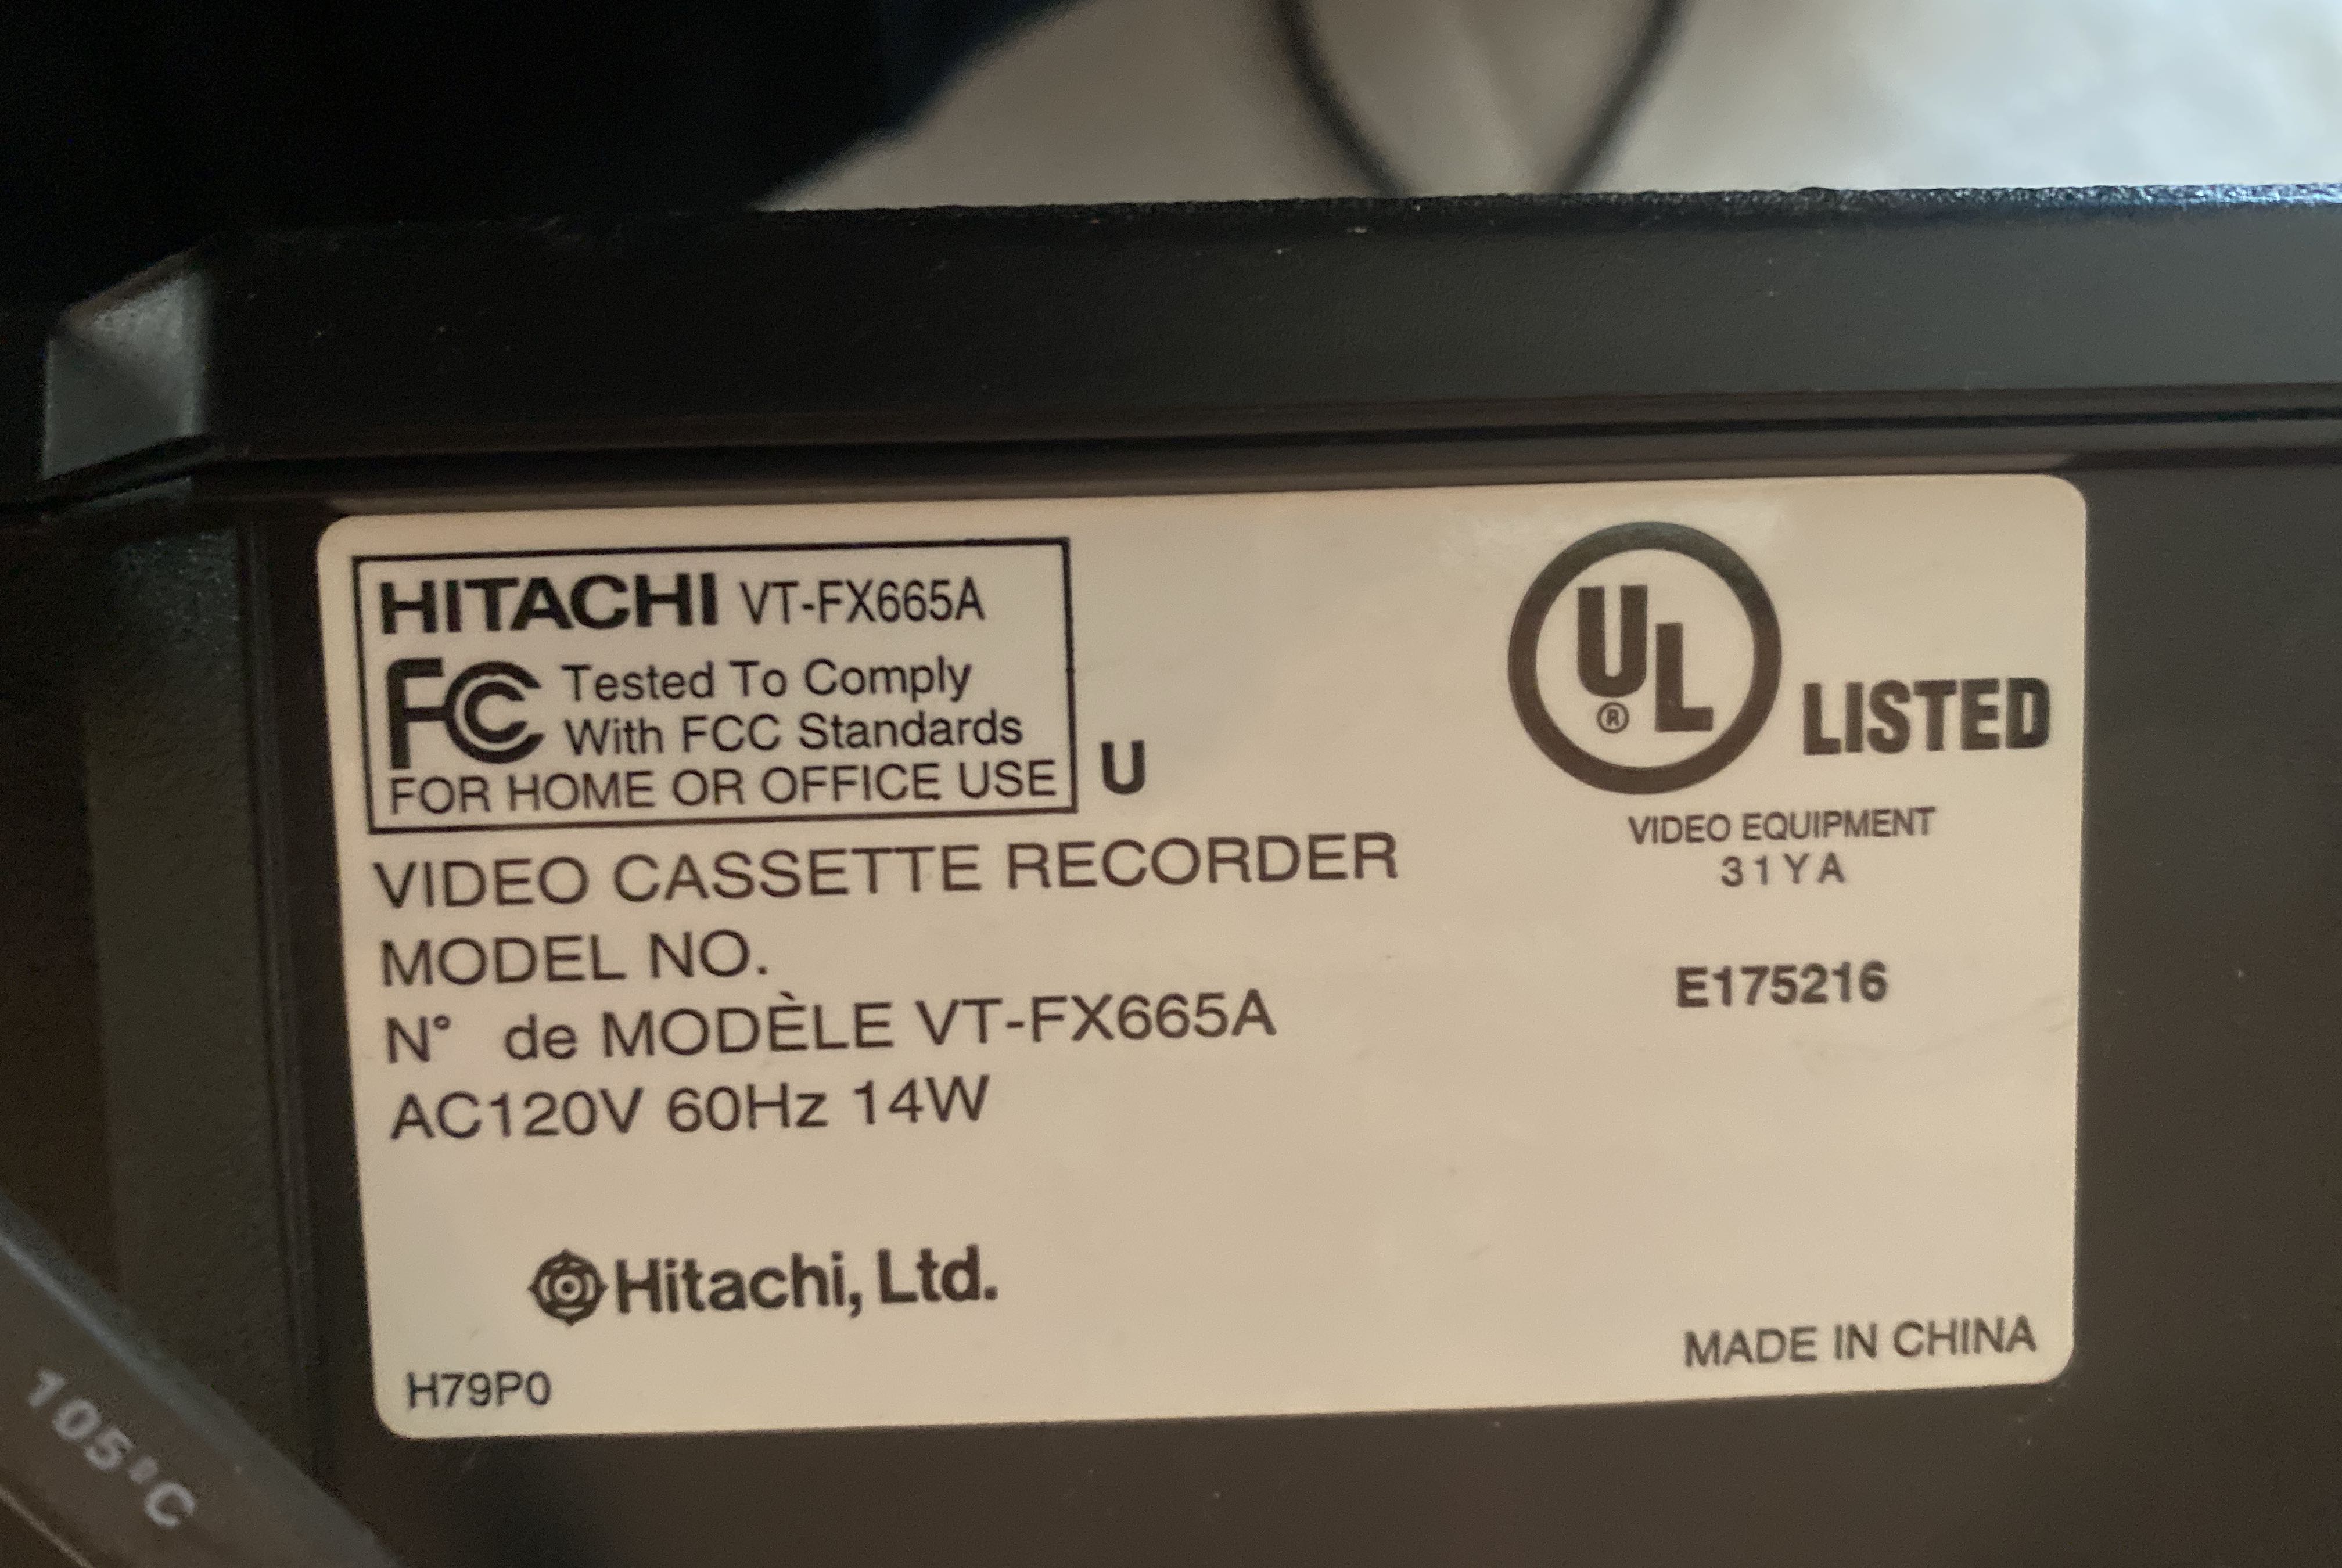 HITACHI VT-FX665A
FC Tested To Comply
With FCC Standards
FOR HOME OR OFFICE USE
U
VIDEO CASSETTE RECORDER
MODEL NO.
N° de MODÈLE VT-FX665A
AC120V 60Hz 14W
Hitachi, Ltd.
H79P0
UL ® LISTED
VIDEO EQUIPMENT
31YA
E175216
MADE IN CHINA
105°C